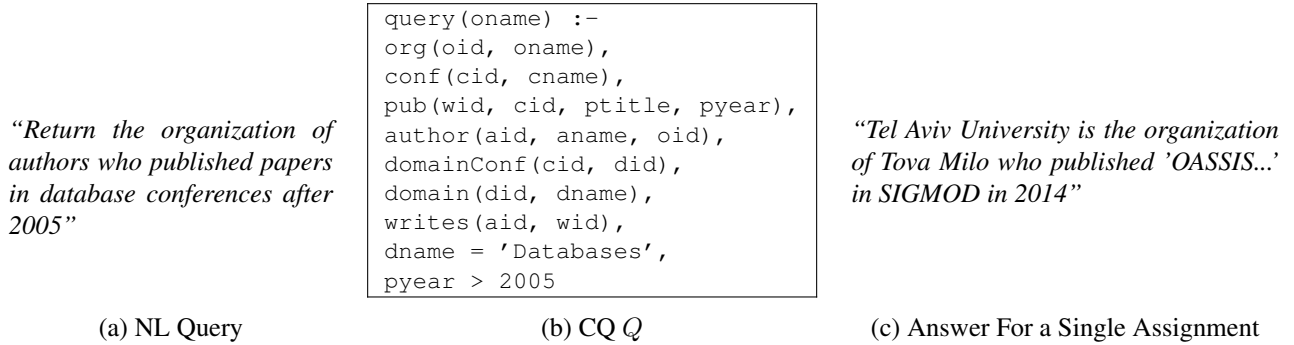 “Return the organization of
authors who published papers
in database conferences after
2005”
(a) NL Query
query(oname) :-
org(oid, oname),
conf(cid, cname),
pub(wid, cid, ptitle, pyear),
author(aid, aname, oid),
domainConf(cid, did),
domain(did, dname),
writes(aid, wid),
dname = 'Databases',
pyear > 2005
(b) CQ Q
“Tel Aviv University is the organization
of Tova Milo who published 'OASSIS...'
in SIGMOD in 2014”
(c) Answer For a Single Assignment